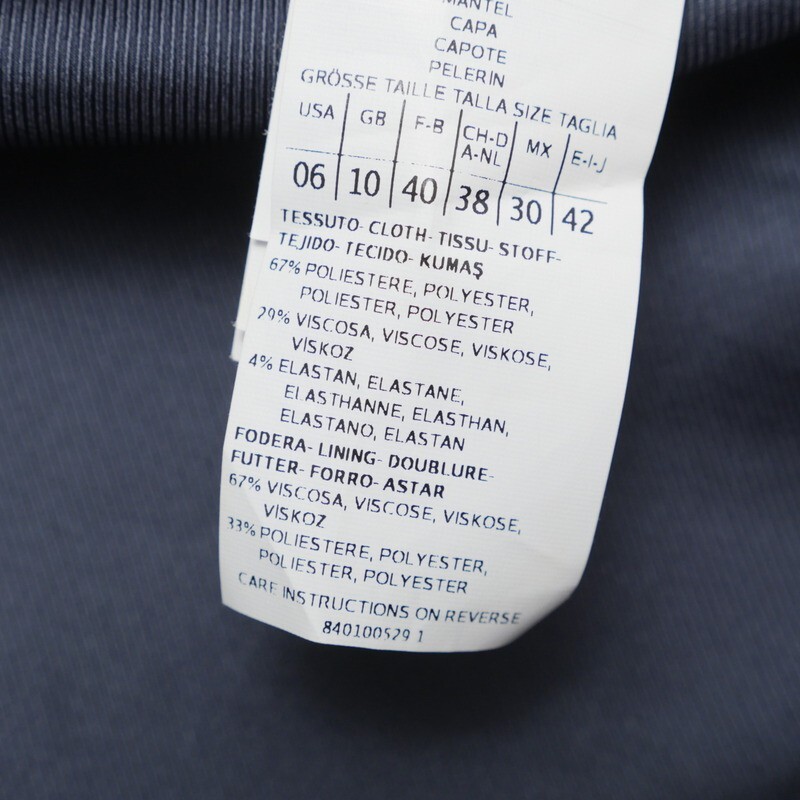 MANTEL
CAPA
CAPOTE
PELERIN
GRÖSSE TAILLE TALLA SIZE TAGLIA
USA GB F-B CH-D A-NL MX E-I-J
06 10 40 38 30 42
TESSUTO- CLOTH- TISSU- STOFF-
TEJIDO- TECIDO- KUMAŞ
67% POLIESTERE, POLYESTER,
POLIESTER, POLYESTER
29% VISCOSA, VISCOSE, VISKOSE,
VİSKOZ
4% ELASTAN, ELASTANE,
ELASTHANNE, ELASTHAN,
ELASTANO, ELASTAN
FODERA- LINING- DOUBLURE-
FUTTER- FORRO- ASTAR
67% VISCOSA, VISCOSE, VISKOSE,
VİSKOZ
33% POLIESTERE, POLYESTER,
POLIESTER, POLYESTER
CARE INSTRUCTIONS ON REVERSE
840100529 1